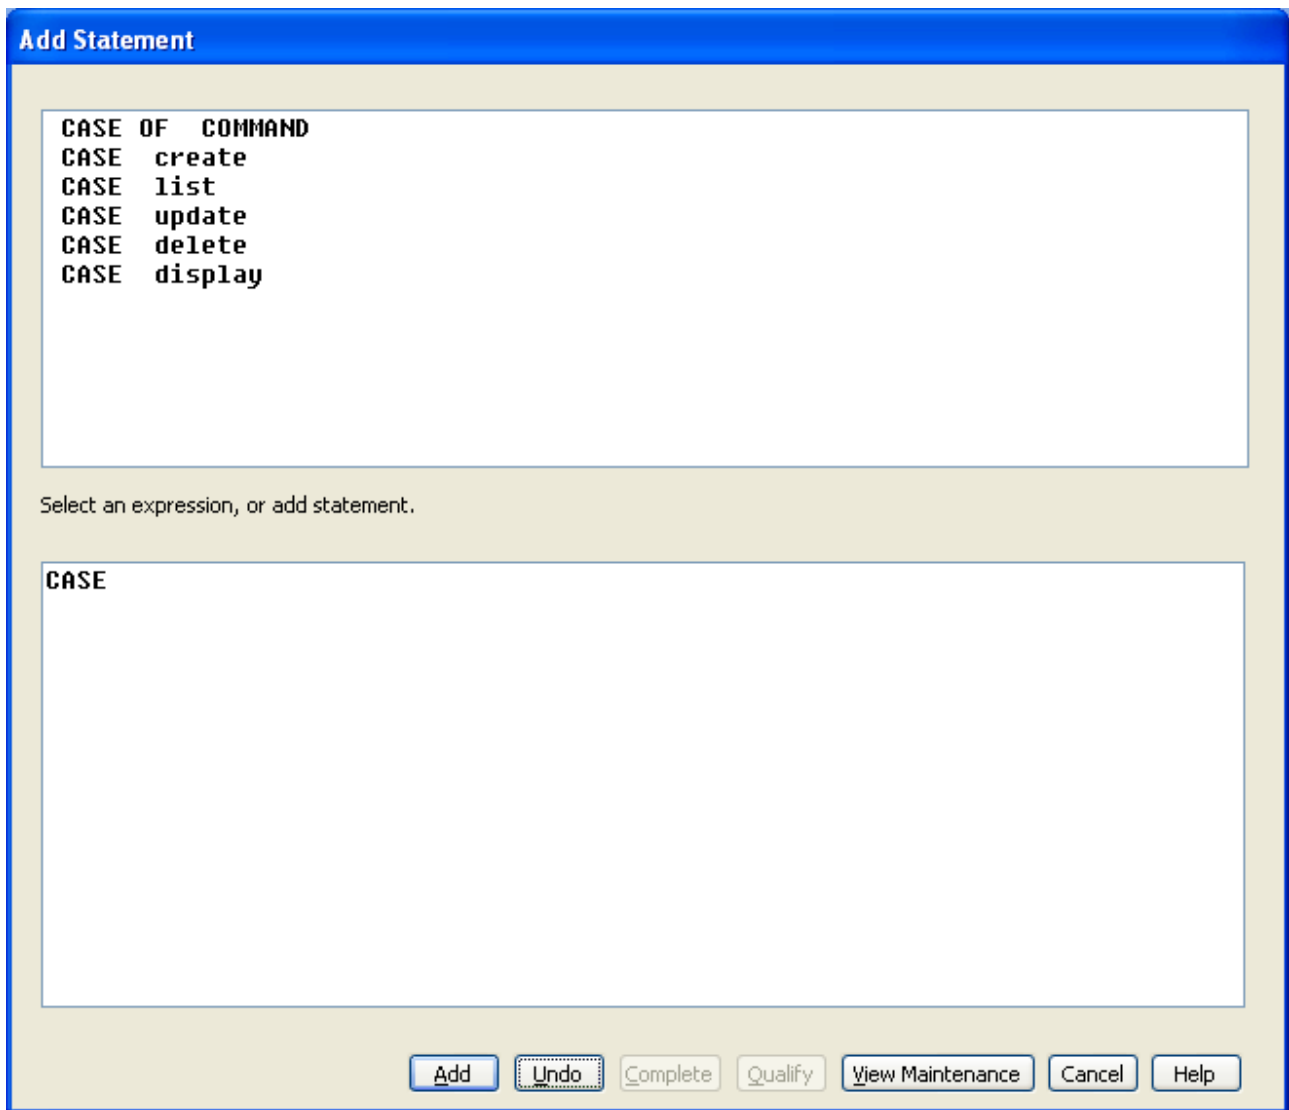 Add Statement
CASE OF  COMMAND
CASE  create
CASE  list
CASE  update
CASE  delete
CASE  display
Select an expression, or add statement.
CASE
Add Undo Complete Qualify View Maintenance Cancel Help